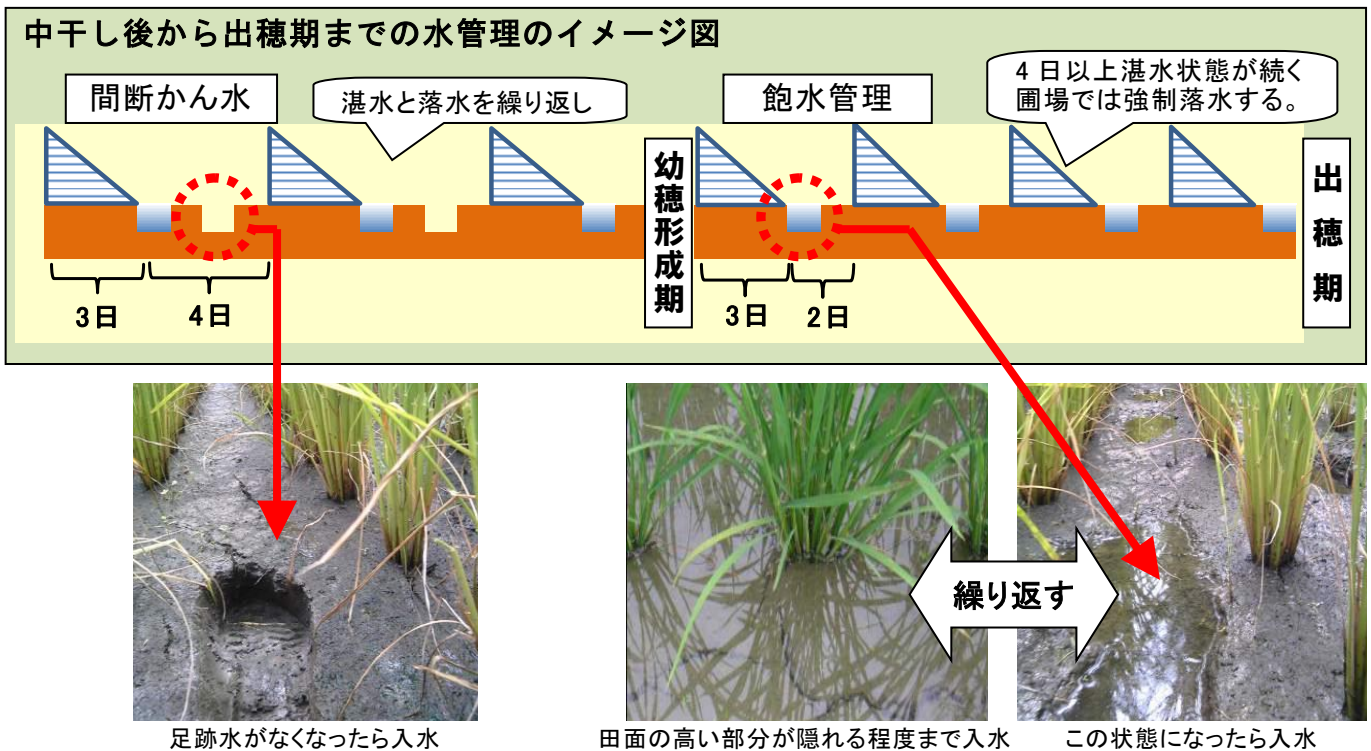 中干し後から出穂期までの水管理のイメージ図
間断かん水
湛水と落水を繰り返し
飽水管理
4日以上湛水状態が続く
圃場では強制落水する。
幼穂形成期
出穂期
3日
4日
3日
2日
繰り返す
足跡水がなくなったら入水
田面の高い部分が隠れる程度まで入水
この状態になったら入水